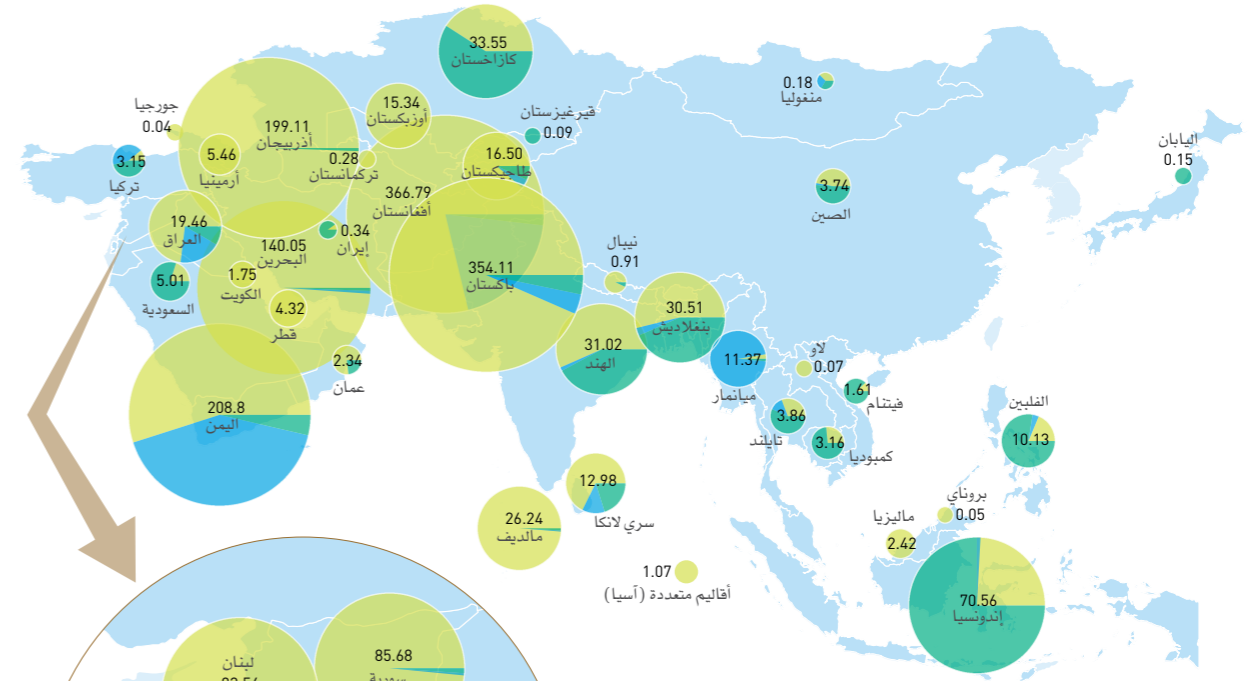 33.55
كازاخستان
0.18
منغوليا
جورجيا
0.04
199.11
أذربيجان
15.34
أوزبكستان
قيرغيزستان
0.09
اليابان
0.15
3.15
تركيا
5.46
أرمينيا
0.28
تركمانستان
16.50
طاجيكستان
366.79
أفغانستان
3.74
الصين
19.46
العراق
0.34
إيران
140.05
البحرين
354.11
باكستان
نيبال
0.91
5.01
السعودية
1.75
الكويت
4.32
قطر
30.51
بنغلاديش
31.02
الهند
11.37
ميانمار
لاو
0.07
2.34
عمان
1.61
فيتنام
208.8
اليمن
3.86
تايلند
3.16
كمبوديا
الفلبين
10.13
12.98
سري لانكا
26.24
مالديف
بروناي
0.05
ماليزيا
2.42
1.07
أقاليم متعددة (آسيا)
70.56
إندونسيا
لبنان
85.68